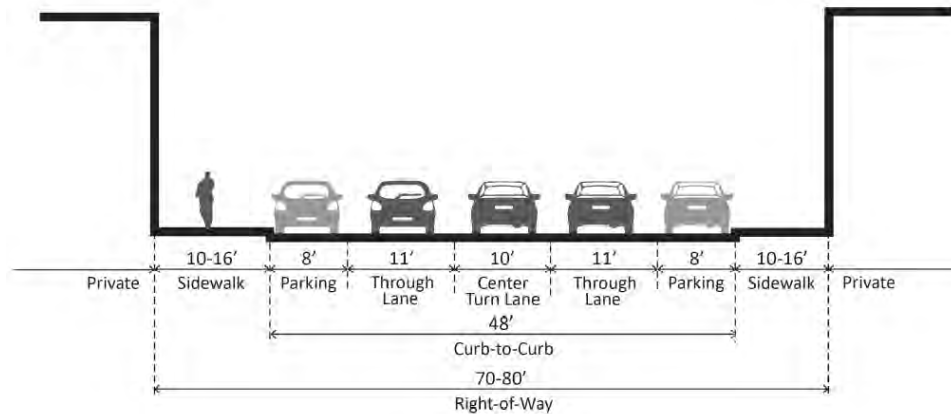 10-16’ 8’ 11’ 10’ 11’ 8’ 10-16’
Private Sidewalk Parking Through Center Through Parking Sidewalk Private
Lane Turn Lane Lane
48’
Curb-to-Curb
70-80’
Right-of-Way